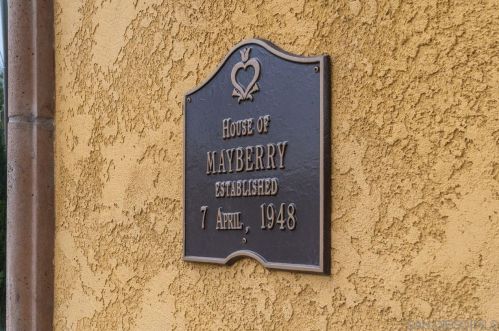 House of
MAYBERRY
ESTABLISHED
7 April, 1948